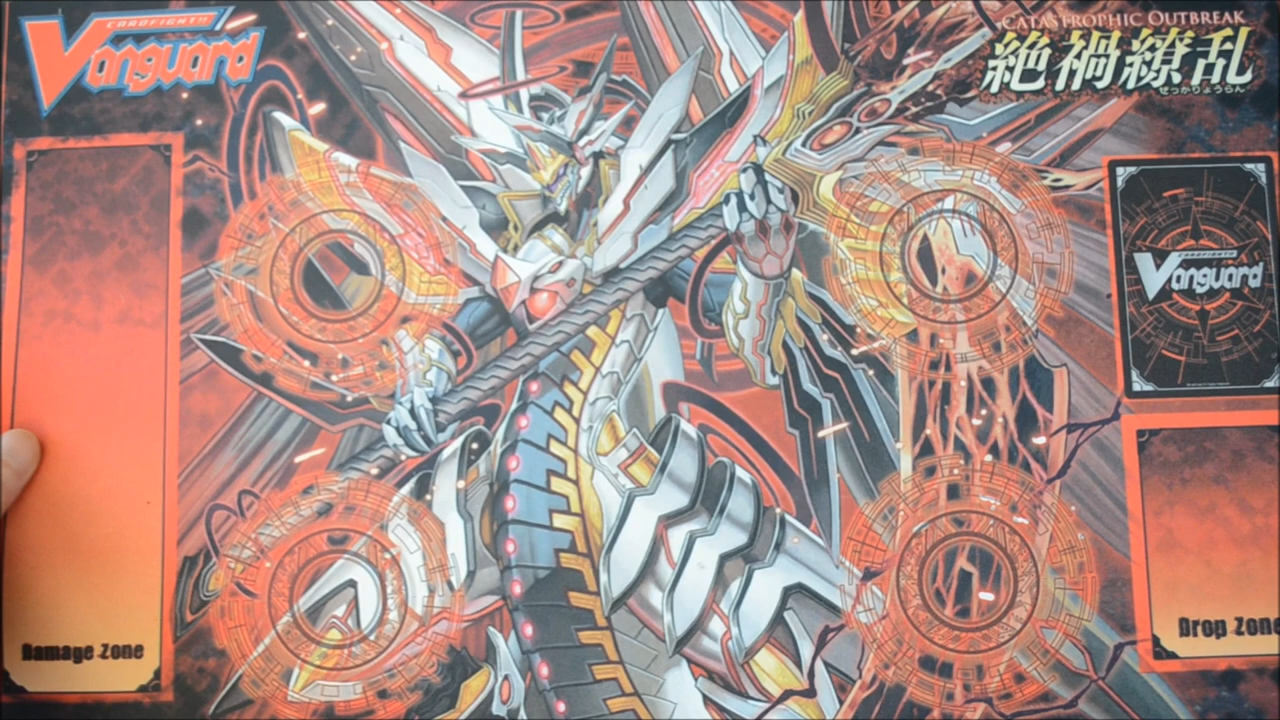 CARDFIGHT!!
Vanguard
CATASTROPHIC OUTBREAK
絶禍繚乱
ぜっかりょうらん
CARDFIGHT!!
Vanguard
Damage Zone
Drop Zone